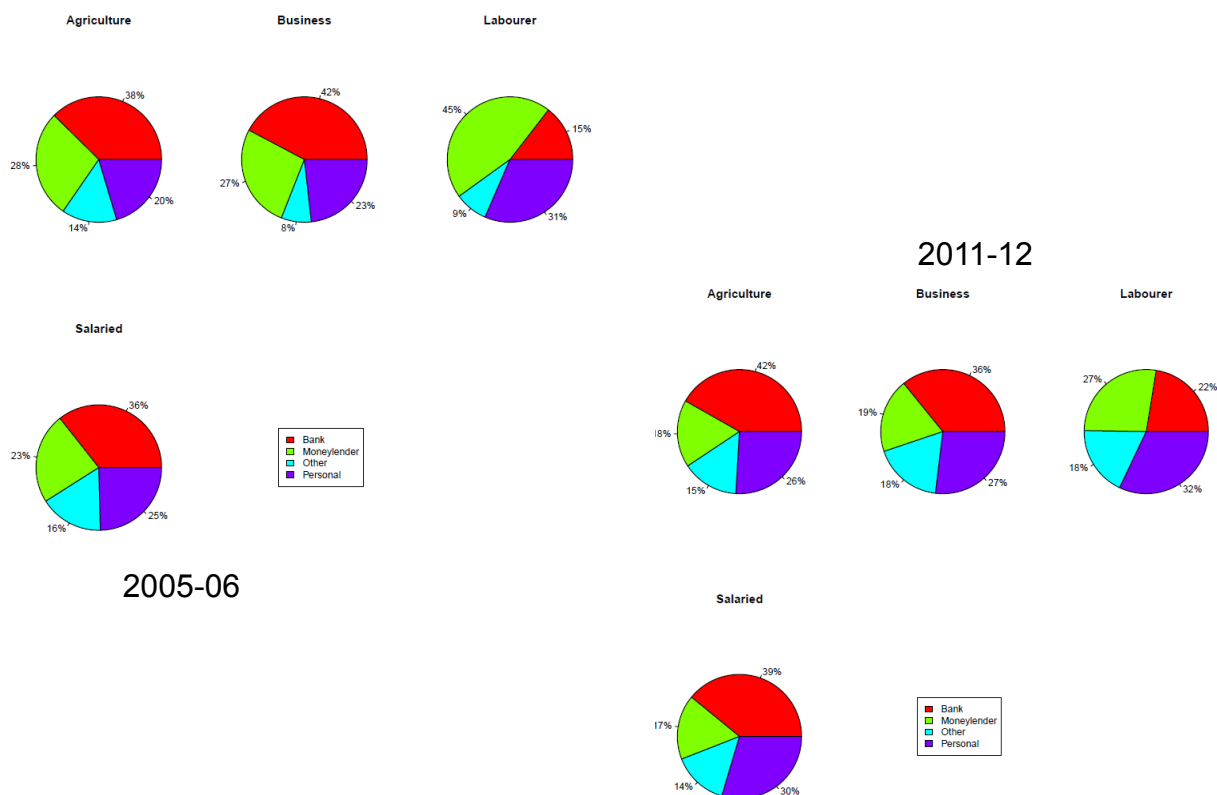 Agriculture
Business
Labourer
38%
28%
14%
20%
42%
27%
8%
23%
45%
15%
9%
31%
Salaried
36%
23%
16%
25%
Bank
Moneylender
Other
Personal
2005-06
2011-12
Agriculture
Business
Labourer
42%
18%
15%
26%
36%
19%
18%
27%
27%
22%
18%
32%
Salaried
39%
17%
14%
30%
Bank
Moneylender
Other
Personal